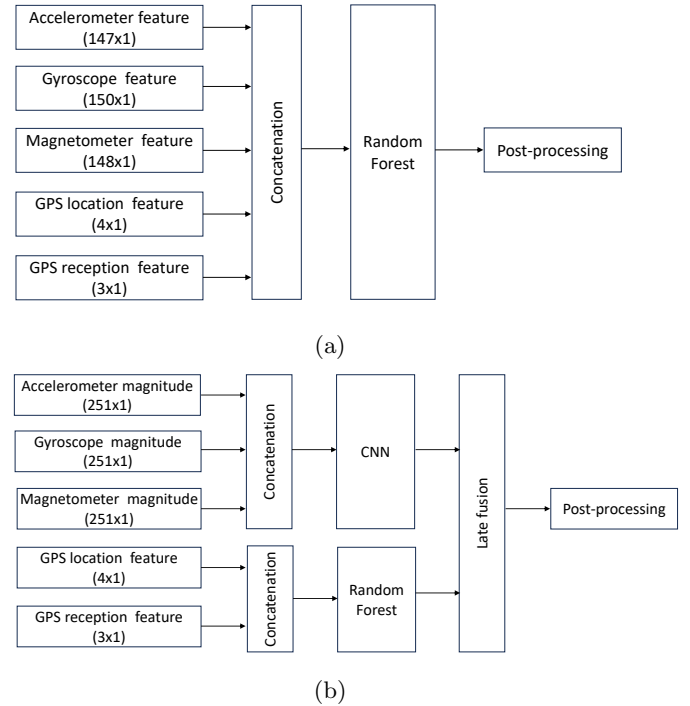 Accelerometer feature
(147x1)
Gyroscope feature
(150x1)
Magnetometer feature
(148x1)
GPS location feature
(4x1)
GPS reception feature
(3x1)
Concatenation
Random
Forest
Post-processing
(a)
Accelerometer magnitude
(251x1)
Gyroscope magnitude
(251x1)
Magnetometer magnitude
(251x1)
Concatenation
CNN
GPS location feature
(4x1)
GPS reception feature
(3x1)
Concatenation
Random
Forest
Late fusion
Post-processing
(b)